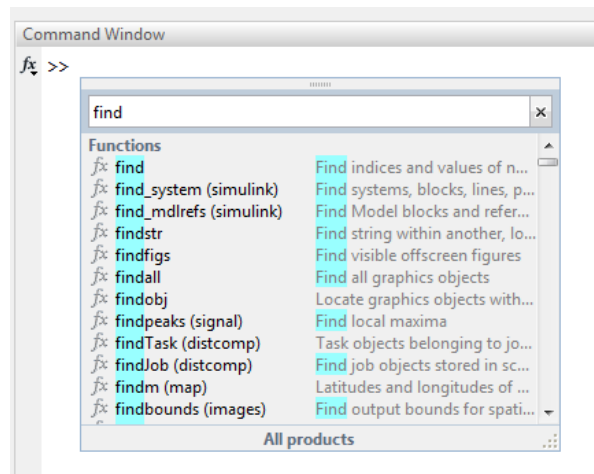 Command Window
fx >>
find ×
Functions
fx find Find indices and values of n...
fx find_system (simulink) Find systems, blocks, lines, p...
fx find_mdlrefs (simulink) Find Model blocks and refer...
fx findstr Find string within another, lo...
fx findfigs Find visible offscreen figures
fx findall Find all graphics objects
fx findobj Locate graphics objects with...
fx findpeaks (signal) Find local maxima
fx findTask (distcomp) Task objects belonging to jo...
fx findJob (distcomp) Find job objects stored in sc...
fx findm (map) Latitudes and longitudes of ...
fx findbounds (images) Find output bounds for spati...
All products